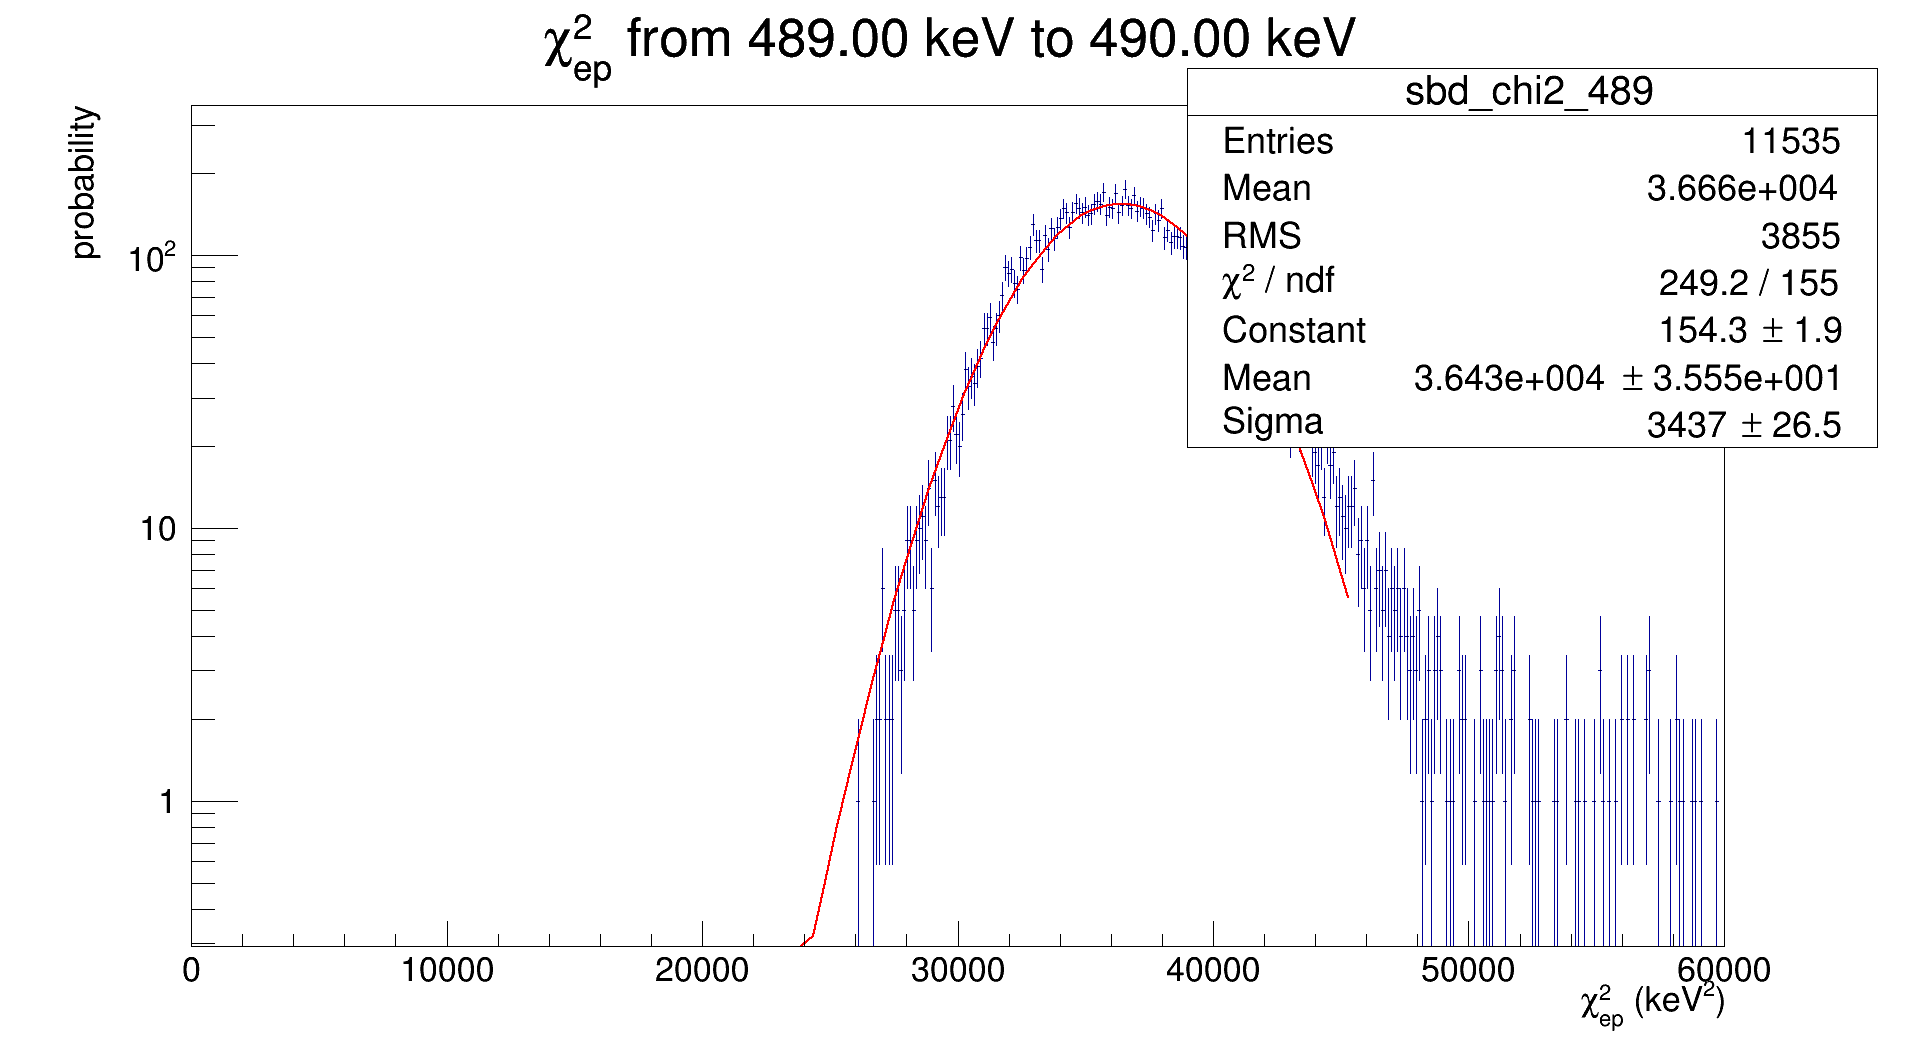 χ²ep from 489.00 keV to 490.00 keV
sbd_chi2_489
Entries 11535
Mean 3.666e+004
RMS 3855
χ² / ndf 249.2 / 155
Constant 154.3 ± 1.9
Mean 3.643e+004 ± 3.555e+001
Sigma 3437 ± 26.5
probability
10²
10
1
0 10000 20000 30000 40000 50000 60000
χ²ep (keV²)